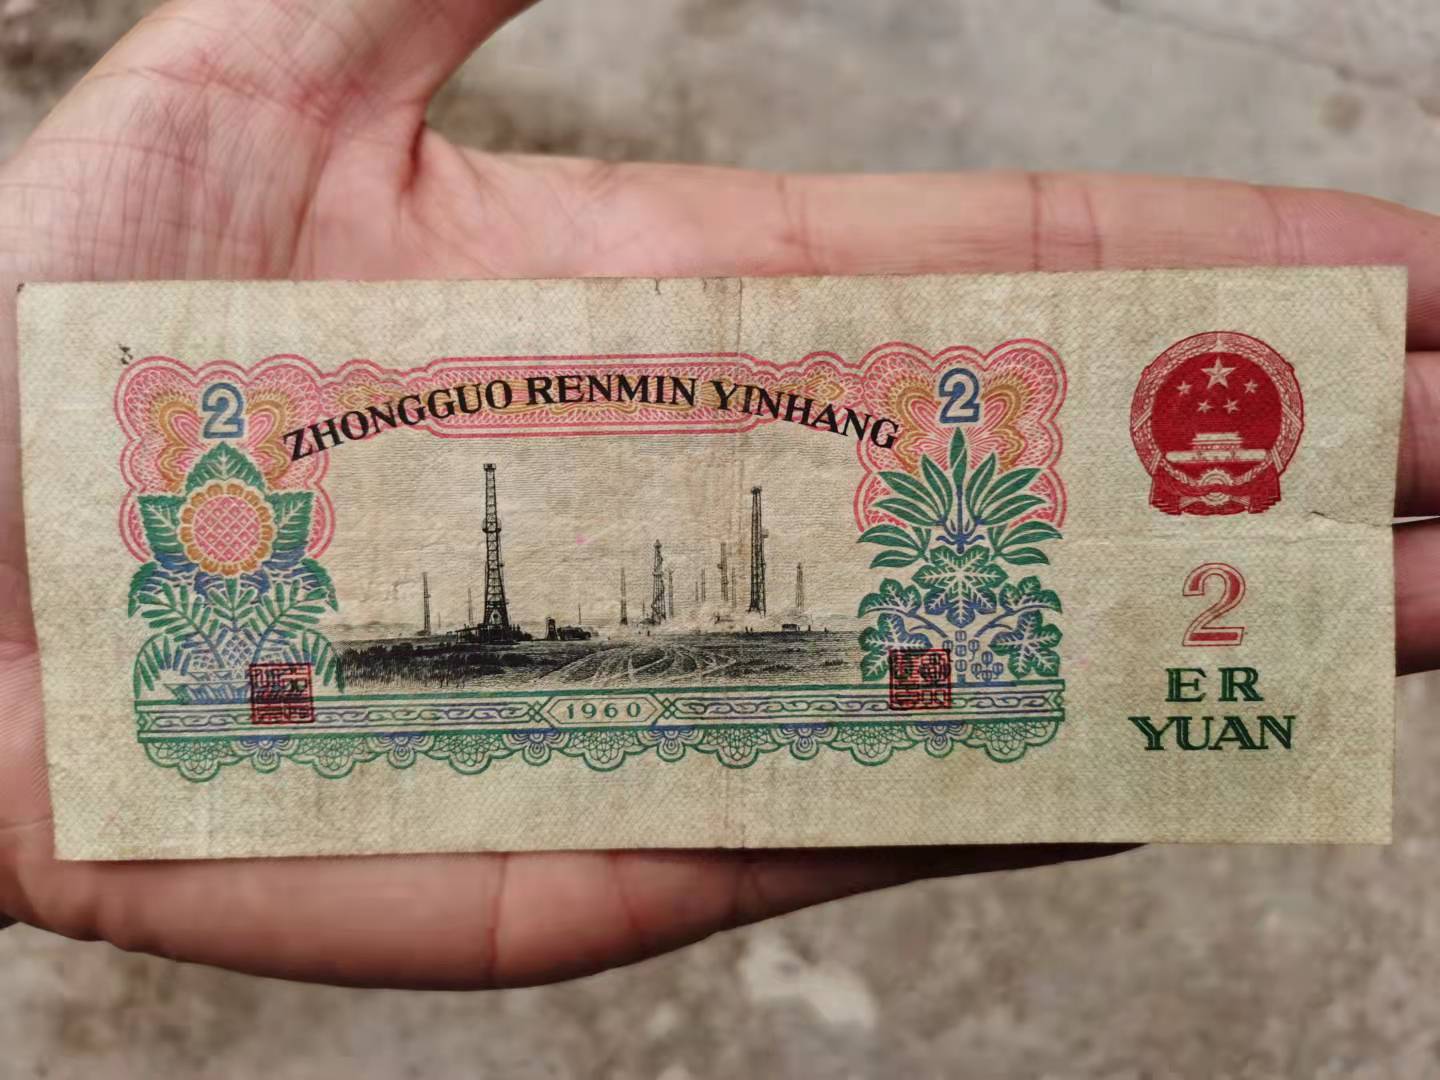 2
2
ZHONGGUO RENMIN YINHANG
1960
2
ER
YUAN